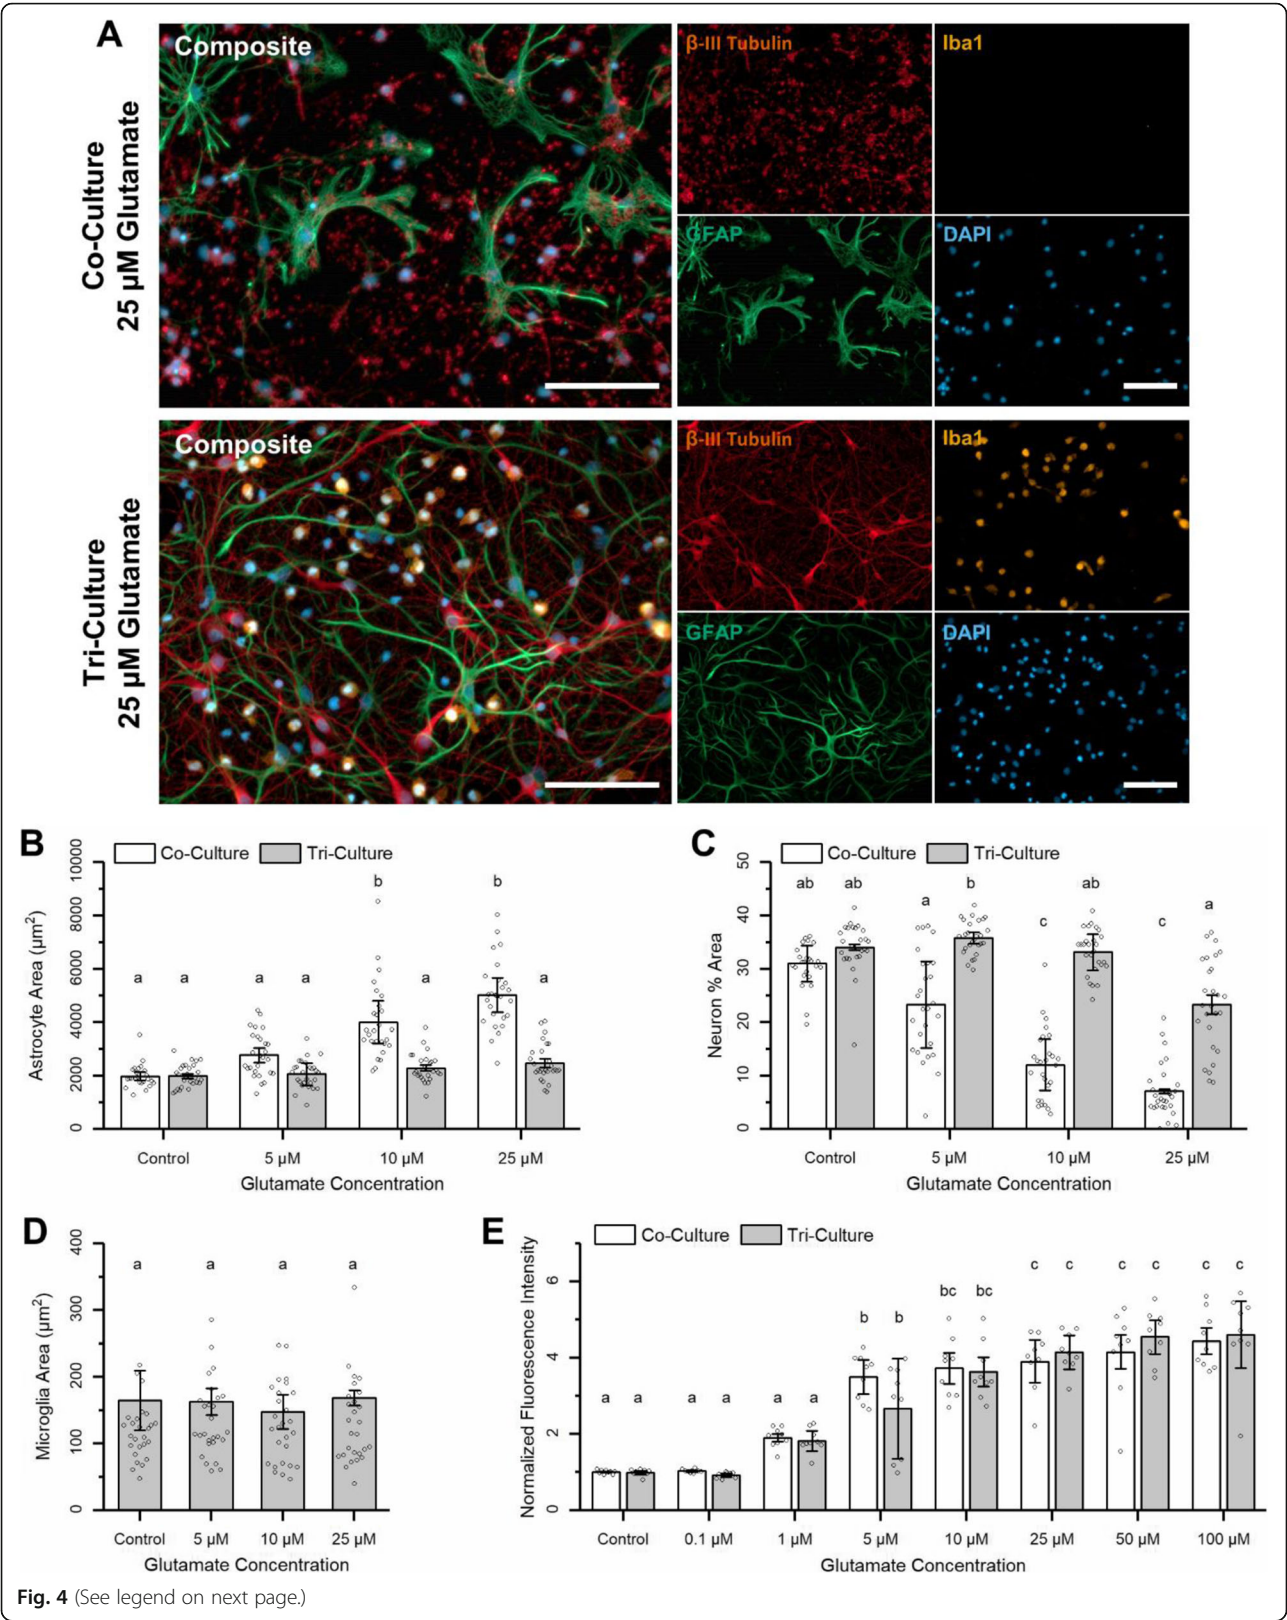 A
Co-Culture
25 µM Glutamate
Composite
β-III Tubulin
Iba1
GFAP
DAPI
Tri-Culture
25 µM Glutamate
Composite
β-III Tubulin
Iba1
GFAP
DAPI
B
Co-Culture Tri-Culture
Astrocyte Area (µm²)
10000
8000
6000
4000
2000
0
a a a a b a b a
Control 5 µM 10 µM 25 µM
Glutamate Concentration
C
Co-Culture Tri-Culture
Neuron % Area
50
40
30
20
10
0
ab ab a b c ab c a
Control 5 µM 10 µM 25 µM
Glutamate Concentration
D
Microglia Area (µm²)
400
300
200
100
0
a a a a
Control 5 µM 10 µM 25 µM
Glutamate Concentration
E
Co-Culture Tri-Culture
Normalized Fluorescence Intensity
6
4
2
0
a a a a a a b b bc bc c c c c c c
Control 0.1 µM 1 µM 5 µM 10 µM 25 µM 50 µM 100 µM
Glutamate Concentration
Fig. 4 (See legend on next page.)